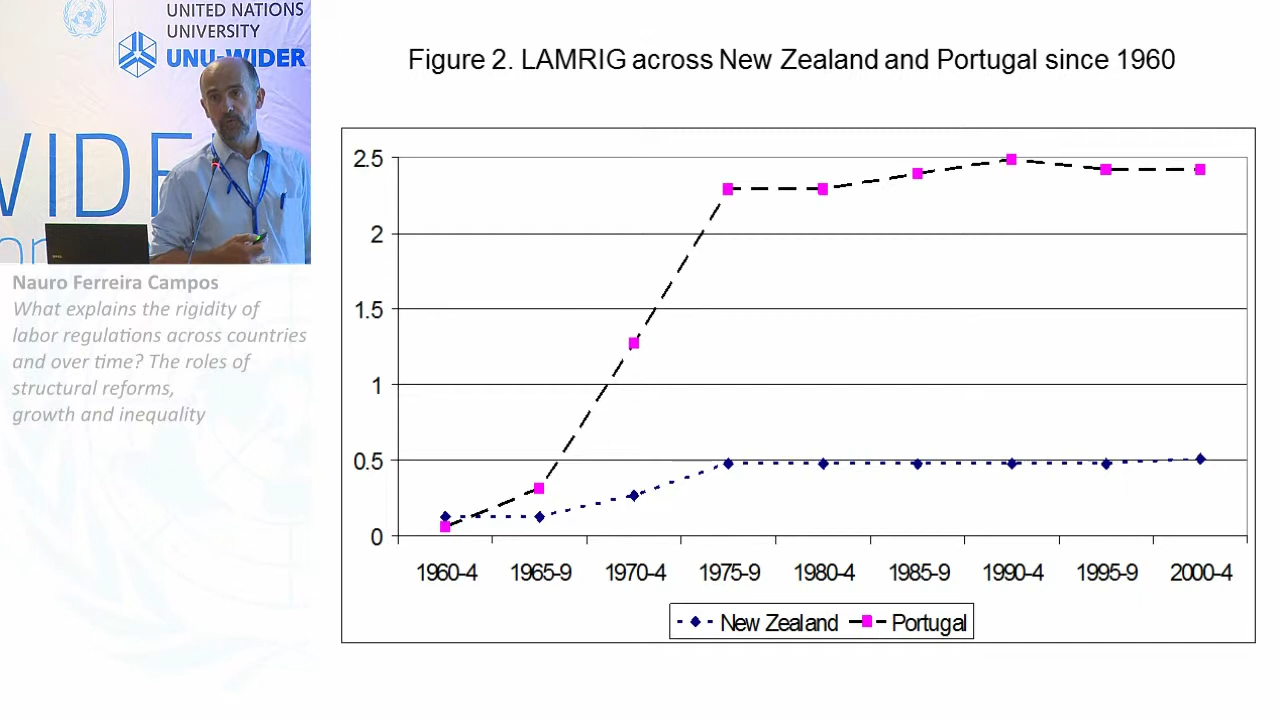 UNITED NATIONS
UNIVERSITY
UNU-WIDER
WIDE
Nauro Ferreira Campos
What explains the rigidity of
labor regulations across countries
and over time? The roles of
structural reforms,
growth and inequality
Figure 2. LAMRIG across New Zealand and Portugal since 1960
2.5
2
1.5
1
0.5
0
1960-4 1965-9 1970-4 1975-9 1980-4 1985-9 1990-4 1995-9 2000-4
New Zealand Portugal